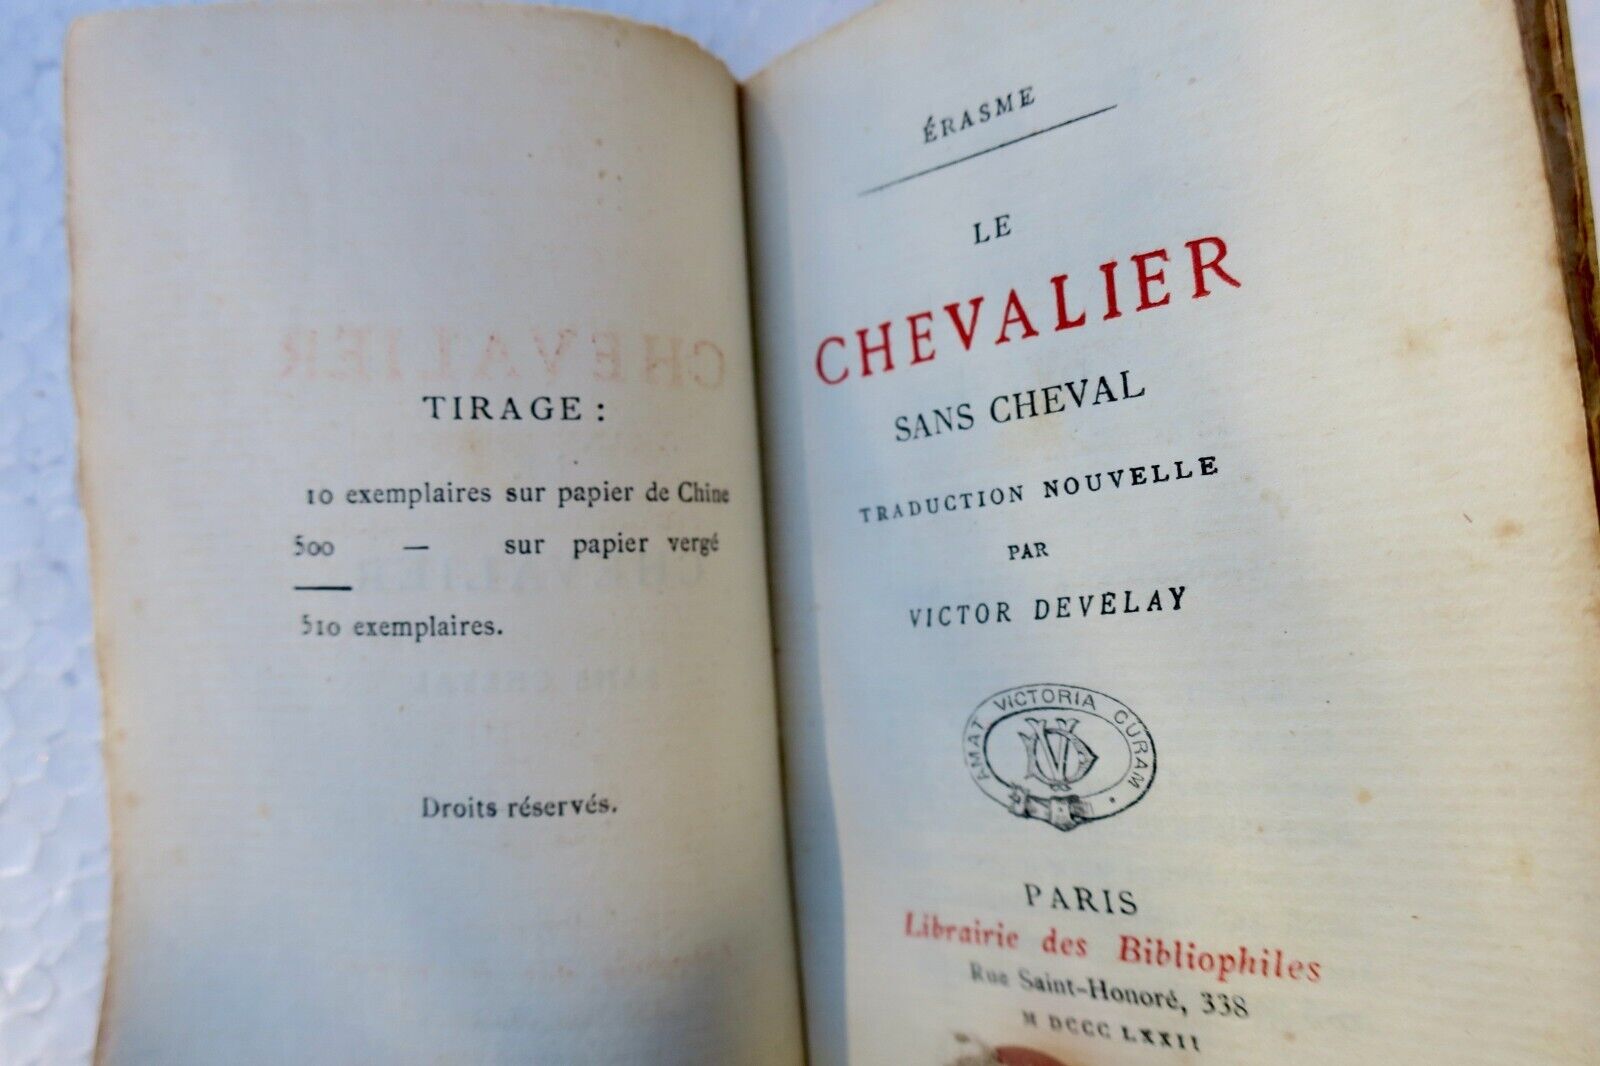 TIRAGE :
10 exemplaires sur papier de Chine
500 — sur papier vergé
510 exemplaires.
Droits réservés.
ÉRASME
LE
CHEVALIER
SANS CHEVAL
TRADUCTION NOUVELLE
PAR
VICTOR DEVELAY
AMAT VICTORIA CURAM
PARIS
Librairie des Bibliophiles
Rue Saint-Honoré, 338
M DCCC LXXII